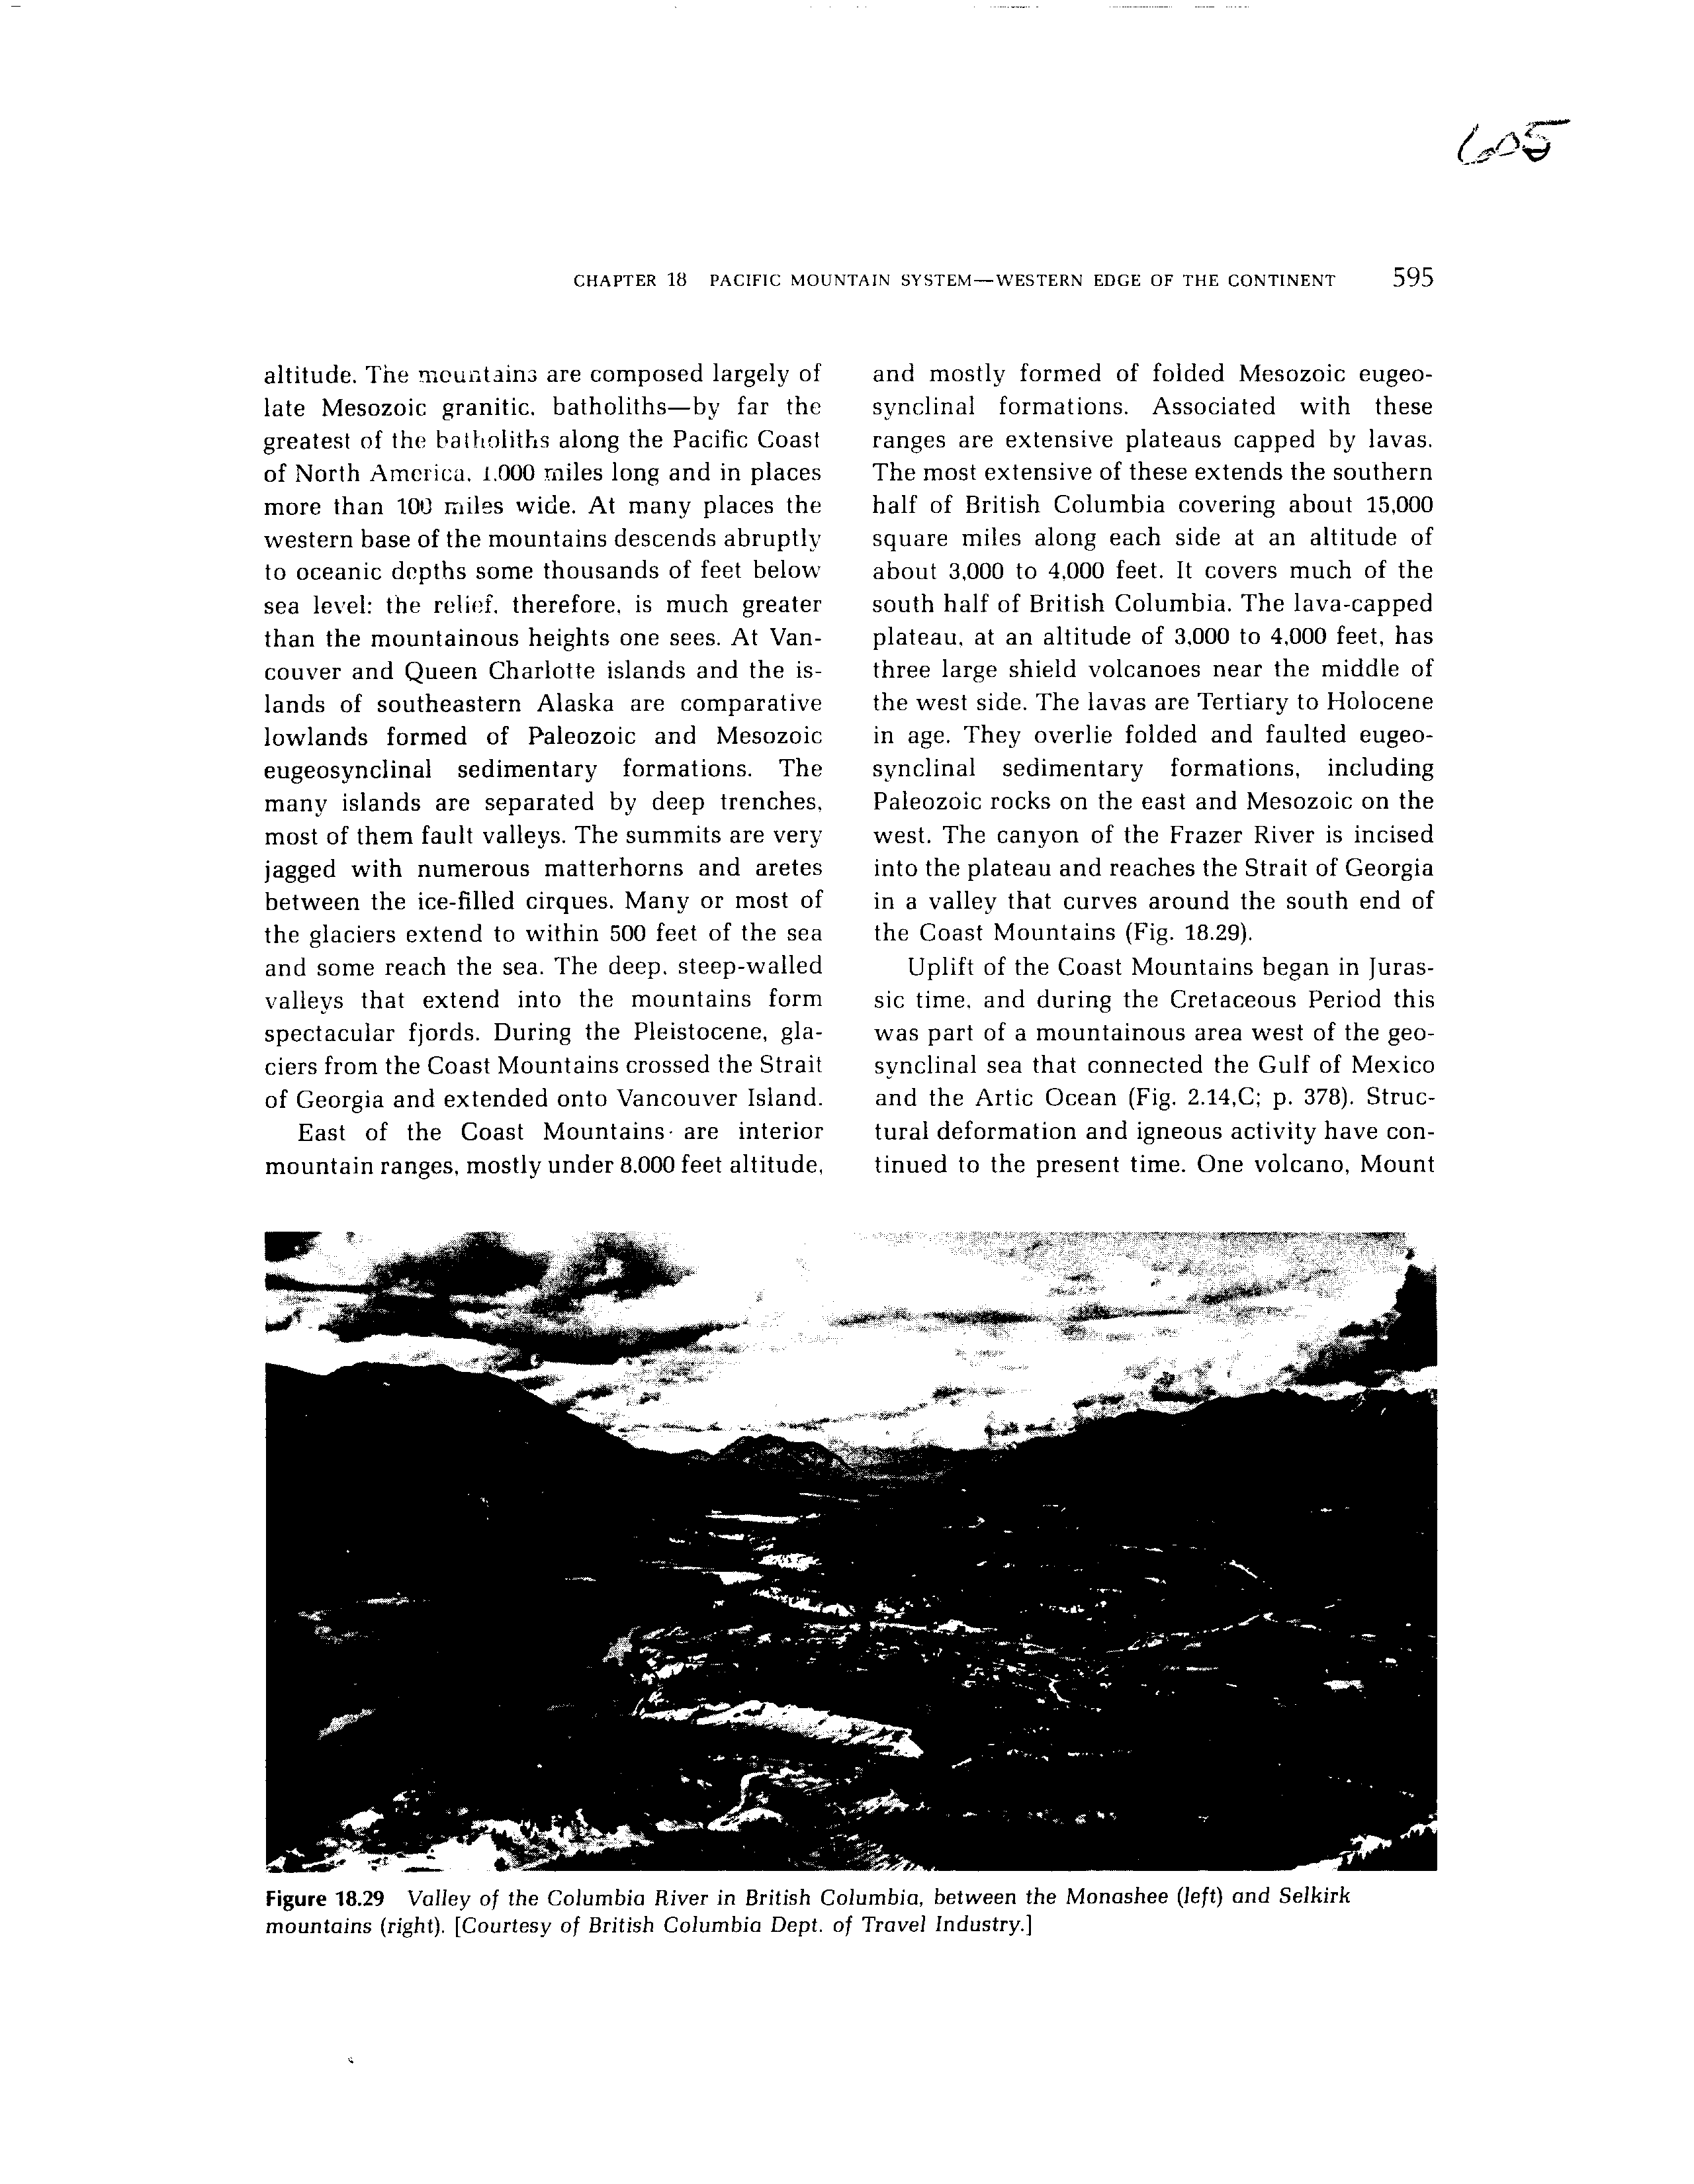 605
CHAPTER 18 PACIFIC MOUNTAIN SYSTEM—WESTERN EDGE OF THE CONTINENT 595
altitude. The mountains are composed largely of
late Mesozoic granitic. batholiths—by far the
greatest of the batholiths along the Pacific Coast
of North America. 1.000 miles long and in places
more than 100 miles wide. At many places the
western base of the mountains descends abruptly
to oceanic depths some thousands of feet below
sea level: the relief, therefore, is much greater
than the mountainous heights one sees. At Van-
couver and Queen Charlotte islands and the is-
lands of southeastern Alaska are comparative
lowlands formed of Paleozoic and Mesozoic
eugeosynclinal sedimentary formations. The
many islands are separated by deep trenches,
most of them fault valleys. The summits are very
jagged with numerous matterhorns and aretes
between the ice-filled cirques. Many or most of
the glaciers extend to within 500 feet of the sea
and some reach the sea. The deep, steep-walled
valleys that extend into the mountains form
spectacular fjords. During the Pleistocene, gla-
ciers from the Coast Mountains crossed the Strait
of Georgia and extended onto Vancouver Island.
East of the Coast Mountains are interior
mountain ranges, mostly under 8.000 feet altitude,
and mostly formed of folded Mesozoic eugeo-
synclinal formations. Associated with these
ranges are extensive plateaus capped by lavas.
The most extensive of these extends the southern
half of British Columbia covering about 15,000
square miles along each side at an altitude of
about 3,000 to 4,000 feet. It covers much of the
south half of British Columbia. The lava-capped
plateau, at an altitude of 3,000 to 4,000 feet, has
three large shield volcanoes near the middle of
the west side. The lavas are Tertiary to Holocene
in age. They overlie folded and faulted eugeo-
synclinal sedimentary formations, including
Paleozoic rocks on the east and Mesozoic on the
west. The canyon of the Frazer River is incised
into the plateau and reaches the Strait of Georgia
in a valley that curves around the south end of
the Coast Mountains (Fig. 18.29).
Uplift of the Coast Mountains began in Juras-
sic time, and during the Cretaceous Period this
was part of a mountainous area west of the geo-
synclinal sea that connected the Gulf of Mexico
and the Artic Ocean (Fig. 2.14,C; p. 378). Struc-
tural deformation and igneous activity have con-
tinued to the present time. One volcano, Mount
Figure 18.29 Valley of the Columbia River in British Columbia, between the Monashee (left) and Selkirk
mountains (right). [Courtesy of British Columbia Dept. of Travel Industry.]